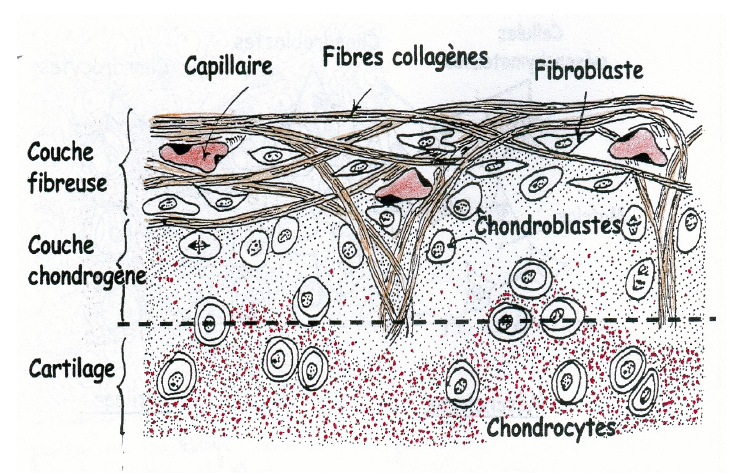 Capillaire
Fibres collagènes
Fibroblaste
Couche
fibreuse
Chondroblastes
Couche
chondrogène
Cartilage
Chondrocytes